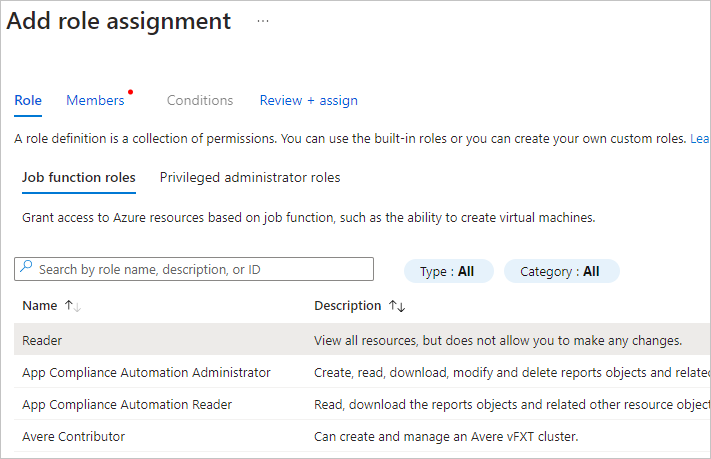 Add role assignment ...
Role Members Conditions Review + assign
A role definition is a collection of permissions. You can use the built-in roles or you can create your own custom roles. Lea
Job function roles Privileged administrator roles
Grant access to Azure resources based on job function, such as the ability to create virtual machines.
Search by role name, description, or ID Type : All Category : All
Name ↑↓ Description ↑↓
Reader View all resources, but does not allow you to make any changes.
App Compliance Automation Administrator Create, read, download, modify and delete reports objects and related
App Compliance Automation Reader Read, download the reports objects and related other resource objec
Avere Contributor Can create and manage an Avere vFXT cluster.